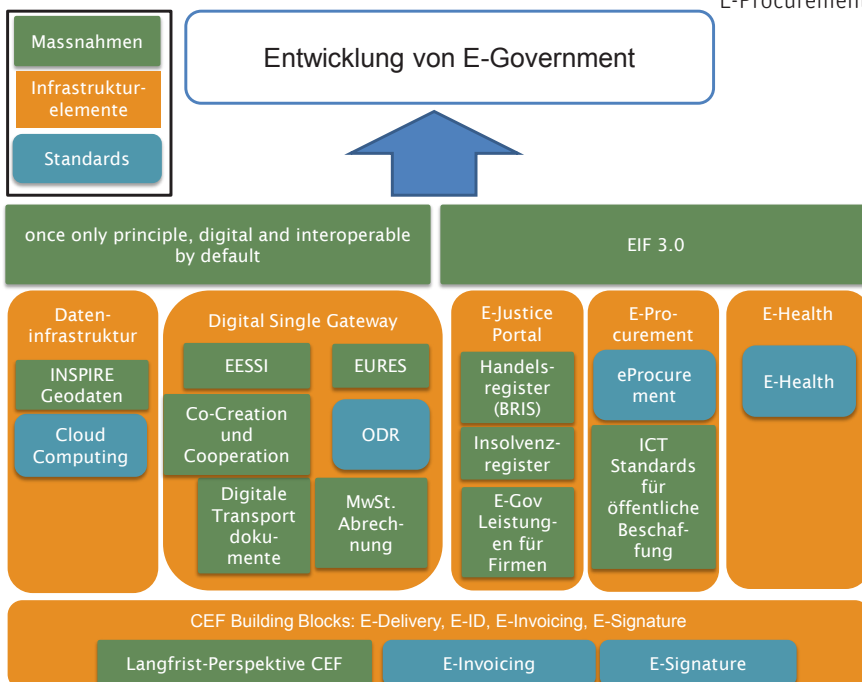 E-Procurement
Massnahmen
Infrastruktur-
elemente
Standards
Entwicklung von E-Government
once only principle, digital and interoperable
by default
EIF 3.0
Daten-
infrastruktur
INSPIRE
Geodaten
Cloud
Computing
Digital Single Gateway
EESSI
EURES
Co-Creation
und
Cooperation
ODR
Digitale
Transport
doku-
mente
MwSt.
Abrech-
nung
E-Justice
Portal
Handels-
register
(BRIS)
Insolvenz-
register
E-Gov
Leistung-
en für
Firmen
E-Pro-
curement
eProcure
ment
ICT
Standards
für
öffentliche
Beschaf-
fung
E-Health
E-Health
CEF Building Blocks: E-Delivery, E-ID, E-Invoicing, E-Signature
Langfrist-Perspektive CEF
E-Invoicing
E-Signature